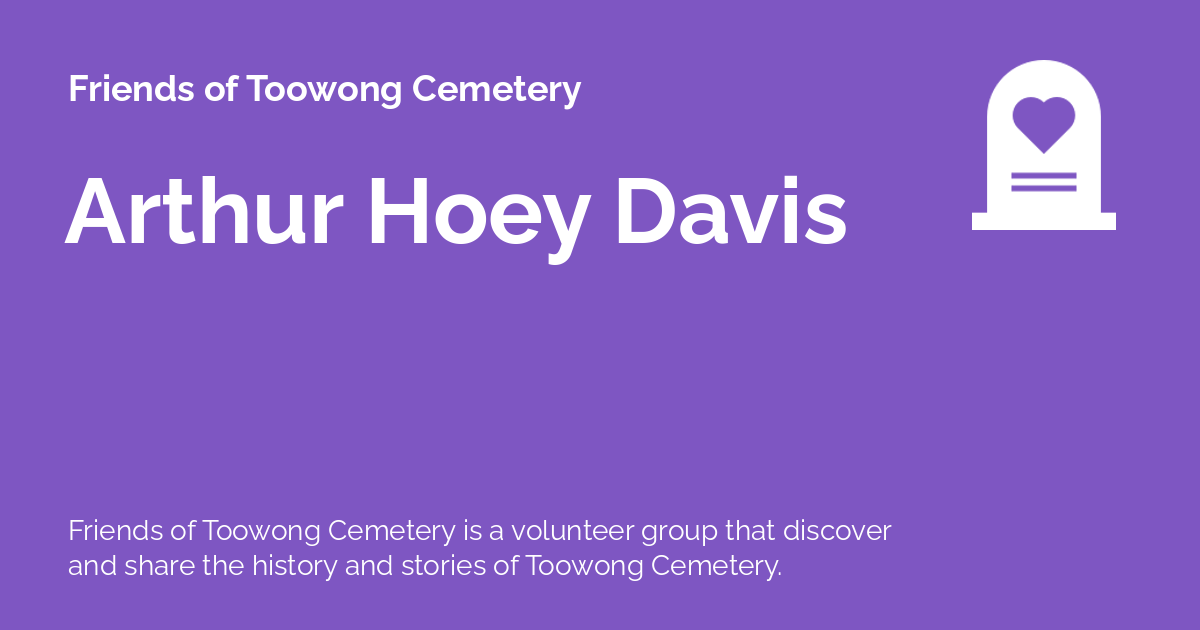 Friends of Toowong Cemetery
Arthur Hoey Davis
Friends of Toowong Cemetery is a volunteer group that discover
and share the history and stories of Toowong Cemetery.